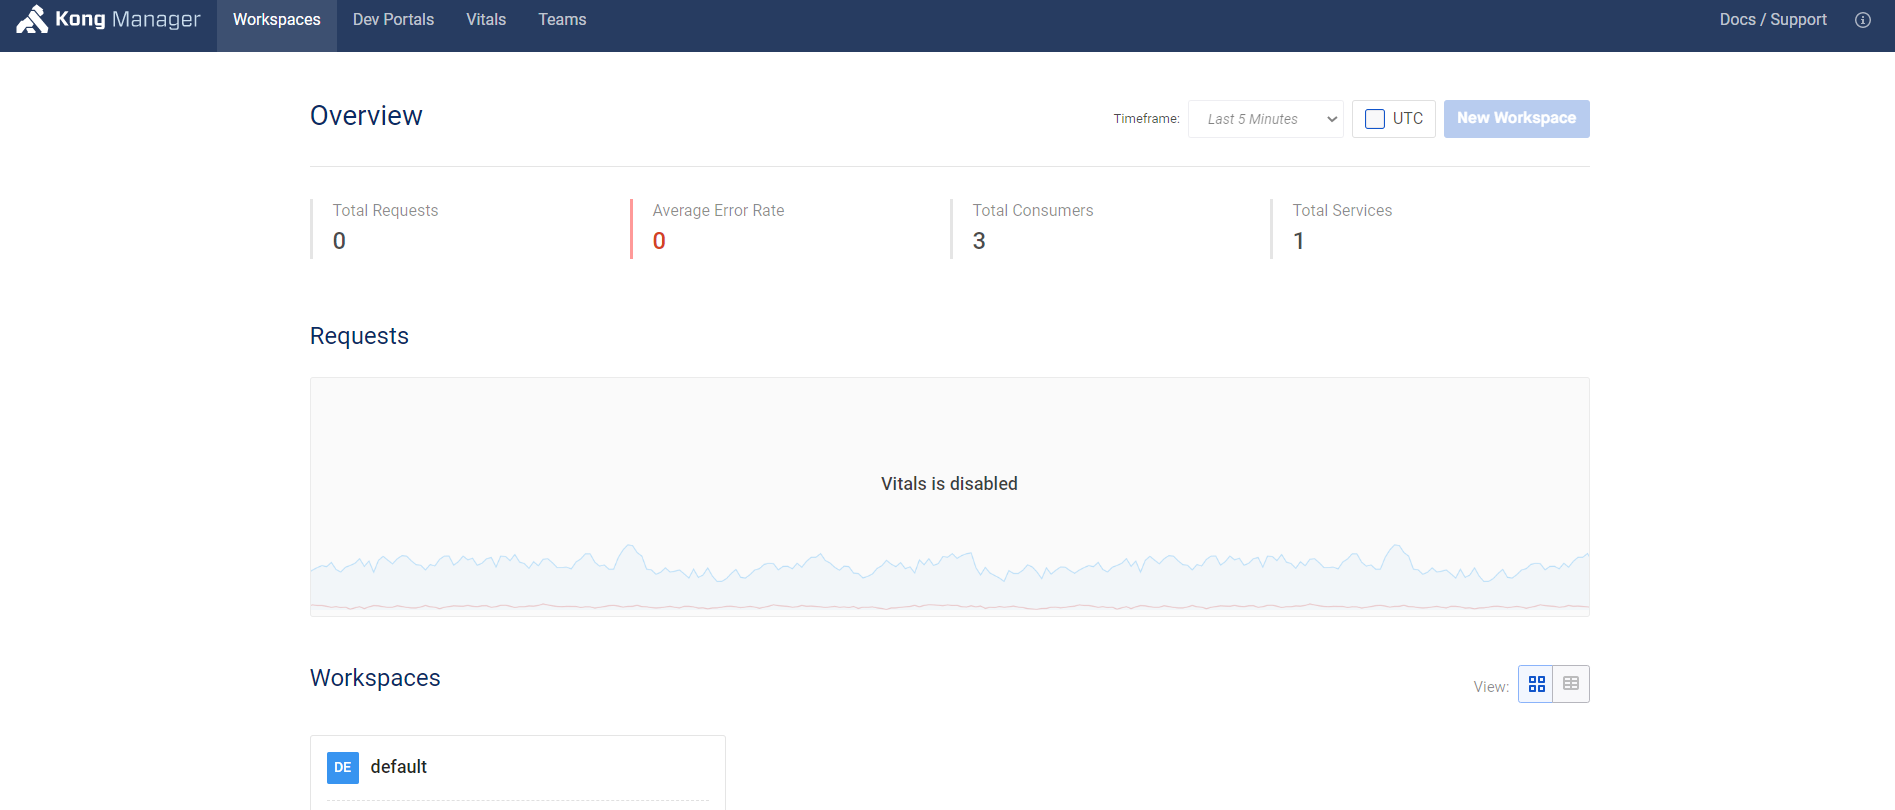 Kong Manager Workspaces Dev Portals Vitals Teams Docs / Support
Overview
Timeframe: Last 5 Minutes UTC New Workspace
Total Requests
0
Average Error Rate
0
Total Consumers
3
Total Services
1
Requests
Vitals is disabled
Workspaces
View:
DE default